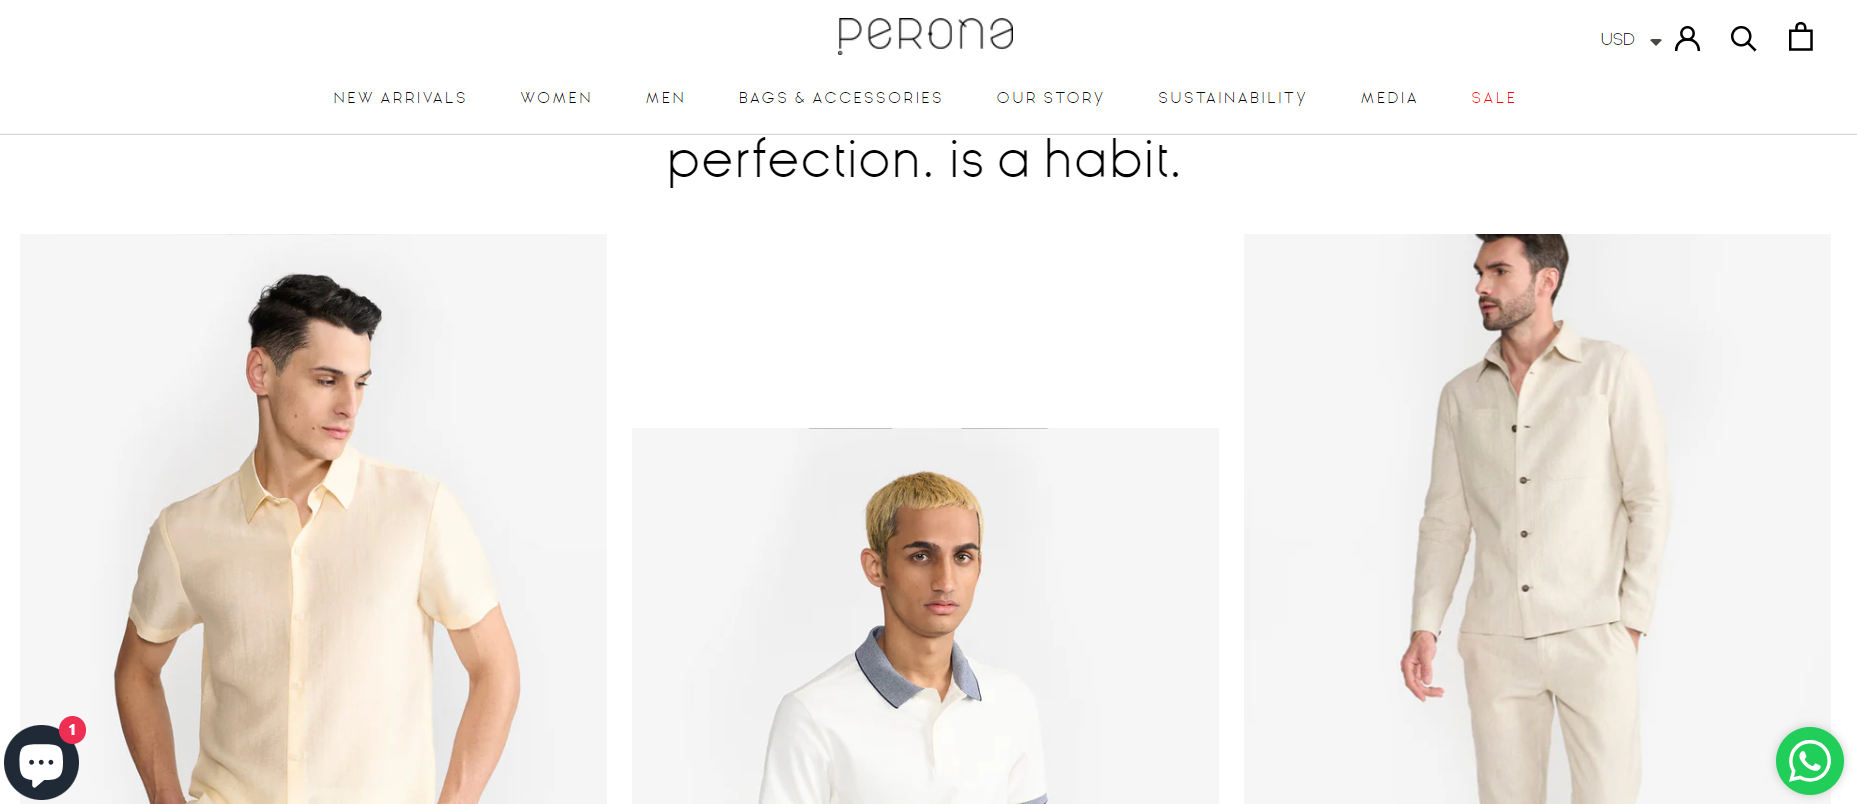 perona
USD
NEW ARRIVALS WOMEN MEN BAGS & ACCESSORIES OUR STORY SUSTAINABILITY MEDIA SALE
perfection. is a habit.
1